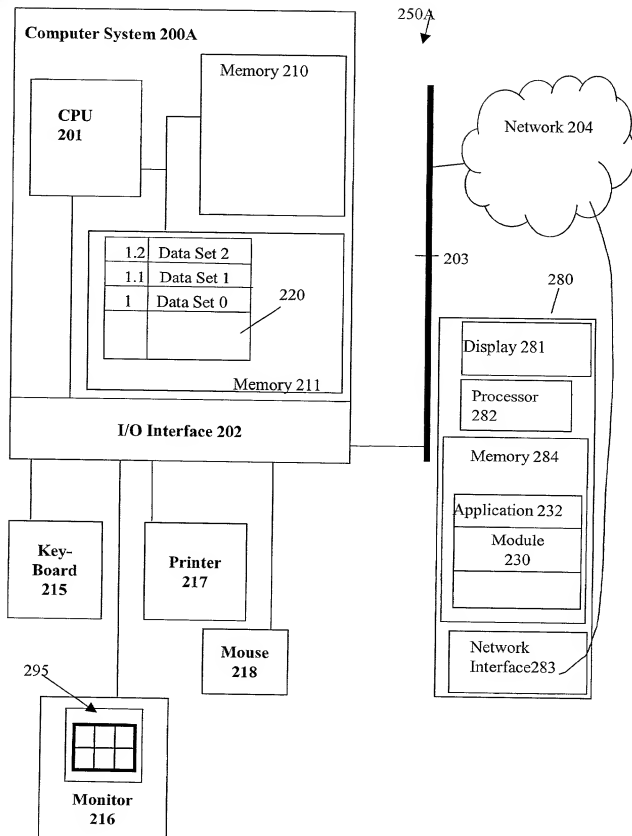 250A
Computer System 200A
Memory 210
CPU
201
Network 204
1.2 Data Set 2
1.1 Data Set 1
1 Data Set 0
203
220
280
Memory 211
Display 281
Processor
282
I/O Interface 202
Memory 284
Application 232
Module
230
Key-
Board
215
Printer
217
Mouse
218
Network
Interface283
295
Monitor
216